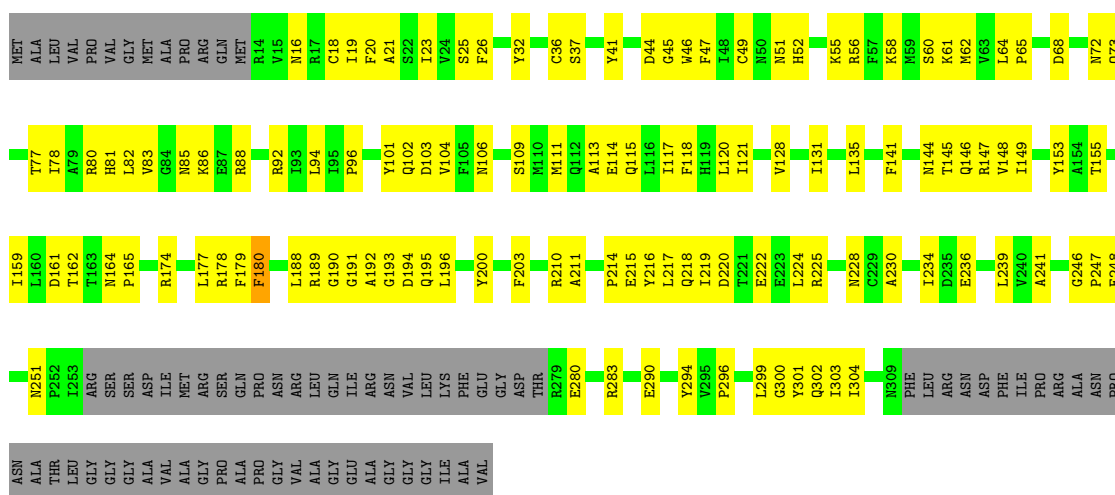 MET ALA LEU VAL PRO VAL GLY MET ALA PRO ARG GLN MET R14 V15 N16 R17 C18 I19 F20 A21 S22 I23 V24 S25 F26 Y32 C36 S37 Y41 D44 G45 W46 F47 I48 C49 N50 N51 H52 K55 R56 F57 K58 M59 S60 K61 M62 V63 L64 P65 D68 N72 Q73
T77 I78 A79 R80 H81 L82 V83 G84 N85 K86 E87 R88 R92 I93 L94 I95 P96 Y101 Q102 D103 V104 F105 N106 S109 M110 M111 Q112 A113 E114 Q115 L116 I117 F118 H119 L120 I121 V128 I131 L135 F141 N144 T145 Q146 R147 V148 I149 Y153 A154 T155
I159 L160 D161 T162 T163 N164 P165 R174 L177 R178 F179 F180 L188 R189 G190 G191 A192 G193 D194 Q195 L196 Y200 F203 R210 A211 P214 E215 Y216 L217 Q218 I219 D220 T221 E222 E223 L224 R225 N228 C229 A230 I234 D235 E236 L239 V240 A241 G246 P247
N251 P252 I253 ARG SER SER ASP ILE MET ARG SER GLN PRO ASN ARG LEU GLN ILE ARG ASN VAL LEU LYS PHE GLU GLY ASP THR R279 E280 R283 E290 Y294 V295 P296 L299 G300 Y301 Q302 I303 I304 N309 PHE LEU ARG ASN ASP PHE ILE PRO ARG ALA ASN PRO
ASN ALA THR LEU GLY GLY GLY ALA VAL ALA GLY PRO ALA PRO GLY VAL ALA GLY GLU ALA GLY GLY GLY ILE ALA VAL